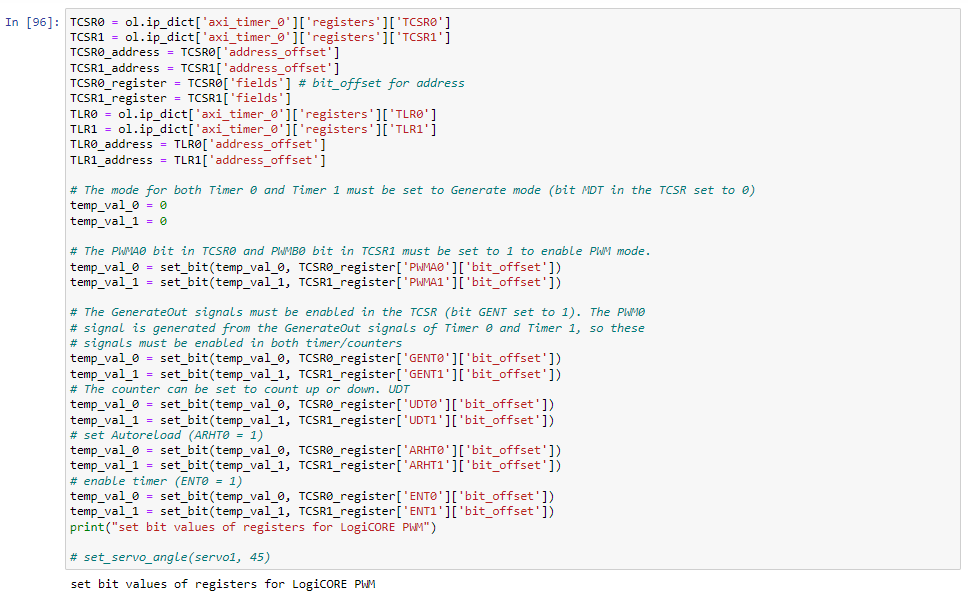 In [96]: TCSR0 = ol.ip_dict['axi_timer_0']['registers']['TCSR0']
TCSR1 = ol.ip_dict['axi_timer_0']['registers']['TCSR1']
TCSR0_address = TCSR0['address_offset']
TCSR1_address = TCSR1['address_offset']
TCSR0_register = TCSR0['fields'] # bit_offset for address
TCSR1_register = TCSR1['fields']
TLR0 = ol.ip_dict['axi_timer_0']['registers']['TLR0']
TLR1 = ol.ip_dict['axi_timer_0']['registers']['TLR1']
TLR0_address = TLR0['address_offset']
TLR1_address = TLR1['address_offset']

# The mode for both Timer 0 and Timer 1 must be set to Generate mode (bit MDT in the TCSR set to 0)
temp_val_0 = 0
temp_val_1 = 0

# The PWMA0 bit in TCSR0 and PWMB0 bit in TCSR1 must be set to 1 to enable PWM mode.
temp_val_0 = set_bit(temp_val_0, TCSR0_register['PWMA0']['bit_offset'])
temp_val_1 = set_bit(temp_val_1, TCSR1_register['PWMA1']['bit_offset'])

# The GenerateOut signals must be enabled in the TCSR (bit GENT set to 1). The PWM0
# signal is generated from the GenerateOut signals of Timer 0 and Timer 1, so these
# signals must be enabled in both timer/counters
temp_val_0 = set_bit(temp_val_0, TCSR0_register['GENT0']['bit_offset'])
temp_val_1 = set_bit(temp_val_1, TCSR1_register['GENT1']['bit_offset'])
# The counter can be set to count up or down. UDT
temp_val_0 = set_bit(temp_val_0, TCSR0_register['UDT0']['bit_offset'])
temp_val_1 = set_bit(temp_val_1, TCSR1_register['UDT1']['bit_offset'])
# set Autoreload (ARHT0 = 1)
temp_val_0 = set_bit(temp_val_0, TCSR0_register['ARHT0']['bit_offset'])
temp_val_1 = set_bit(temp_val_1, TCSR1_register['ARHT1']['bit_offset'])
# enable timer (ENT0 = 1)
temp_val_0 = set_bit(temp_val_0, TCSR0_register['ENT0']['bit_offset'])
temp_val_1 = set_bit(temp_val_1, TCSR1_register['ENT1']['bit_offset'])
print("set bit values of registers for LogiCORE PWM")

# set_servo_angle(servo1, 45)
set bit values of registers for LogiCORE PWM